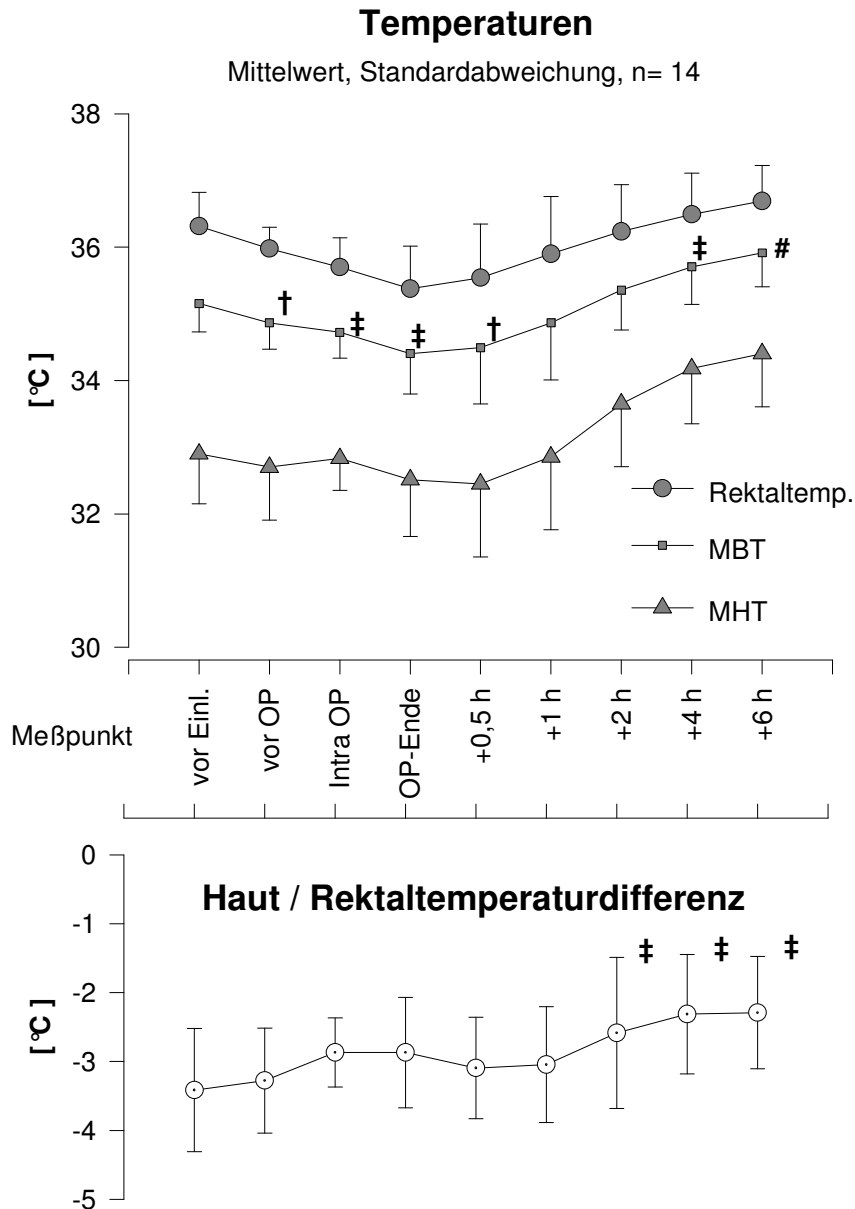 Temperaturen
Mittelwert, Standardabweichung, n= 14
38
36
34
32
30
[ °C ]
†
‡
‡
†
‡
#
Rektaltemp.
MBT
MHT
Meßpunkt
vor Einl.
vor OP
Intra OP
OP-Ende
+0,5 h
+1 h
+2 h
+4 h
+6 h
Haut / Rektaltemperaturdifferenz
0
-1
-2
-3
-4
-5
[ °C ]
‡
‡
‡